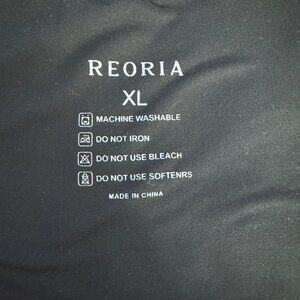 REORIA
XL
MACHINE WASHABLE
DO NOT IRON
DO NOT USE BLEACH
DO NOT USE SOFTENRS
MADE IN CHINA